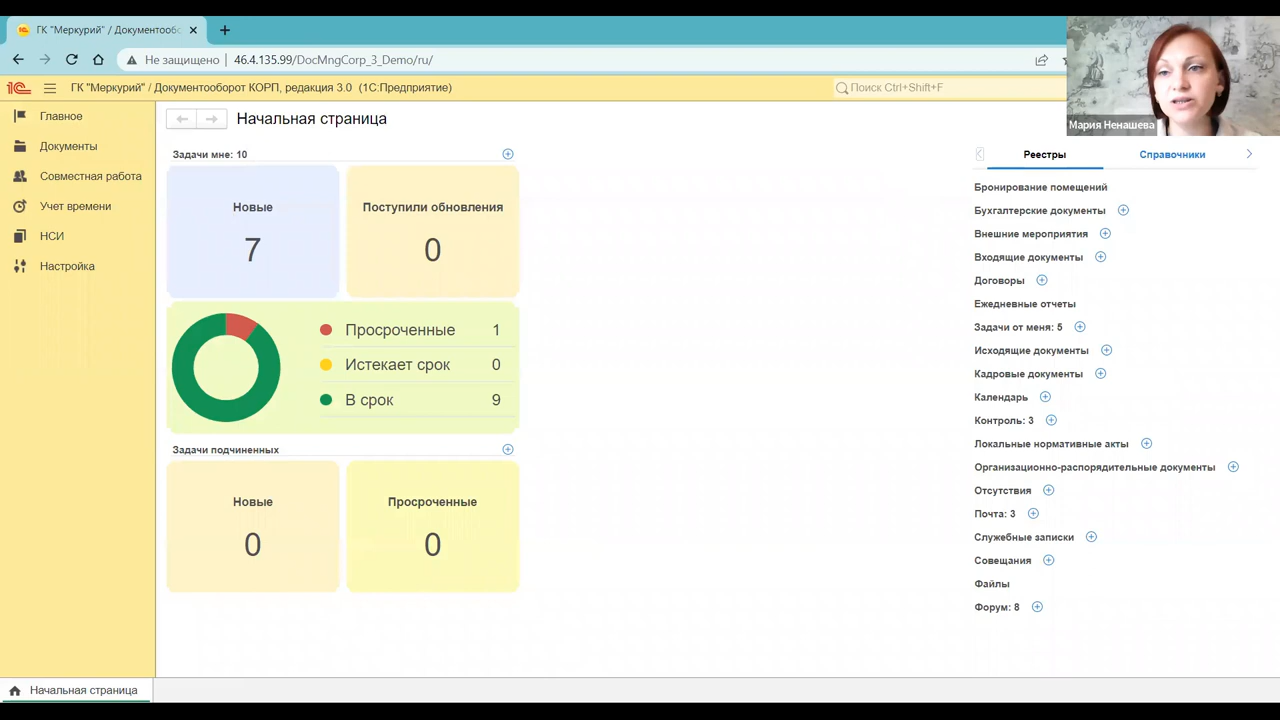 ГК "Меркурий" / Документообо
Не защищено
46.4.135.99/DocMngCorp_3_Demo/ru/
1С
ГК "Меркурий" / Документооборот КОРП, редакция 3.0 (1С:Предприятие)
Поиск Ctrl+Shift+F
Мария Ненашева
Главное
Документы
Совместная работа
Учет времени
НСИ
Настройка
Начальная страница
Задачи мне: 10
Новые
7
Поступили обновления
0
Просроченные 1
Истекает срок 0
В срок 9
Задачи подчиненных
Новые
0
Просроченные
0
Реестры
Справочники
Бронирование помещений
Бухгалтерские документы
Внешние мероприятия
Входящие документы
Договоры
Ежедневные отчеты
Задачи от меня: 5
Исходящие документы
Кадровые документы
Календарь
Контроль: 3
Локальные нормативные акты
Организационно-распорядительные документы
Отсутствия
Почта: 3
Служебные записки
Совещания
Файлы
Форум: 8
Начальная страница